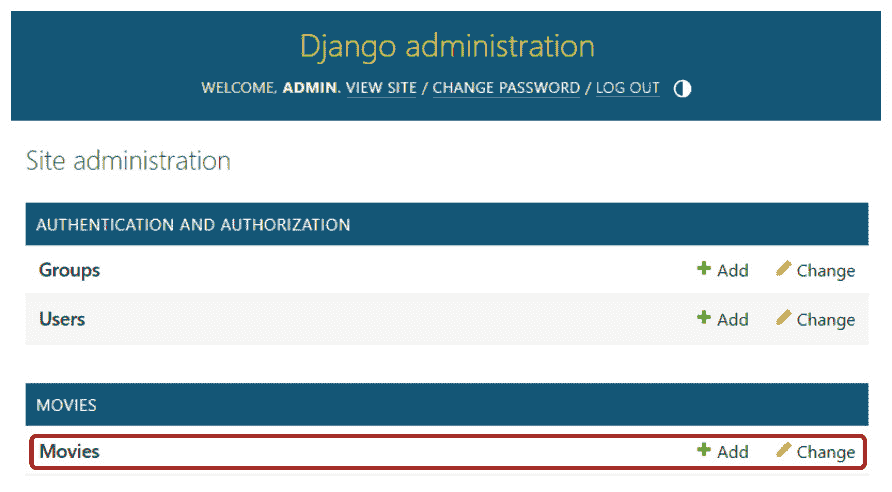 Django administration
WELCOME, ADMIN. VIEW SITE / CHANGE PASSWORD / LOG OUT
Site administration
AUTHENTICATION AND AUTHORIZATION
Groups Add Change
Users Add Change
MOVIES
Movies Add Change